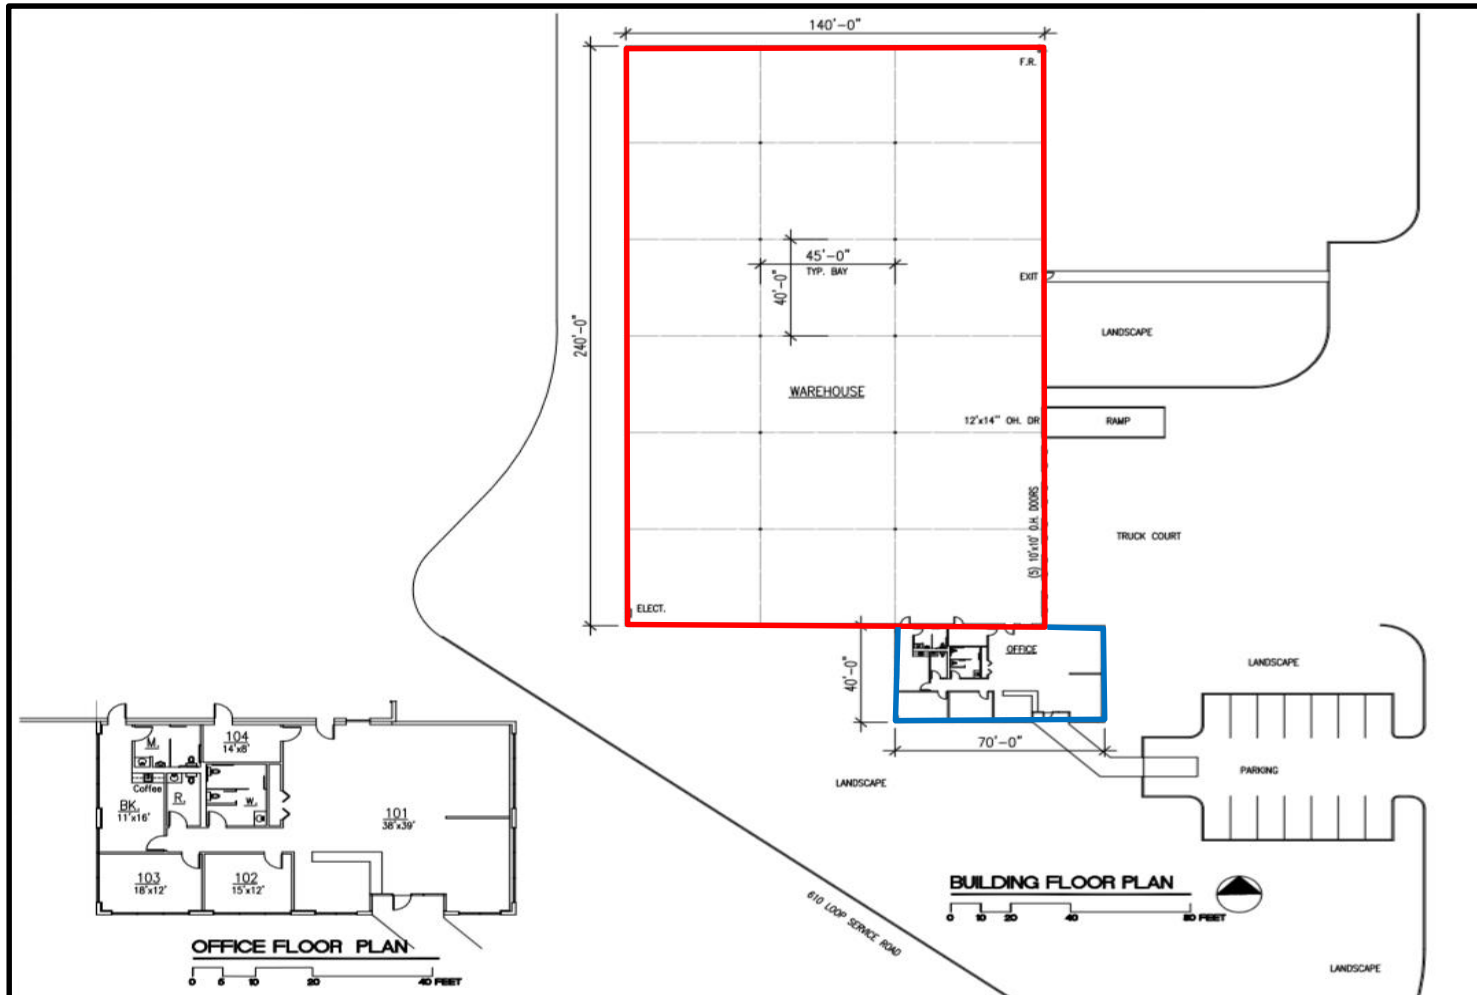 140'-0"
F.R.
45'-0"
TYP. BAY
40'-0"
EXIT
240'-0"
LANDSCAPE
WAREHOUSE
12'x14'' OH. DR
RAMP
(5) 10'x10' O.H. DOORS
TRUCK COURT
ELECT.
OFFICE
40'-0"
LANDSCAPE
70'-0"
PARKING
LANDSCAPE
M.
104
14'x8'
Coffee
BK.
11'x16'
R.
W.
101
38'x39'
103
18'x12'
102
15'x12'
BUILDING FLOOR PLAN
0 10 20 40 80 FEET
610 LOOP SERVICE ROAD
OFFICE FLOOR PLAN
0 5 10 20 40 FEET
LANDSCAPE